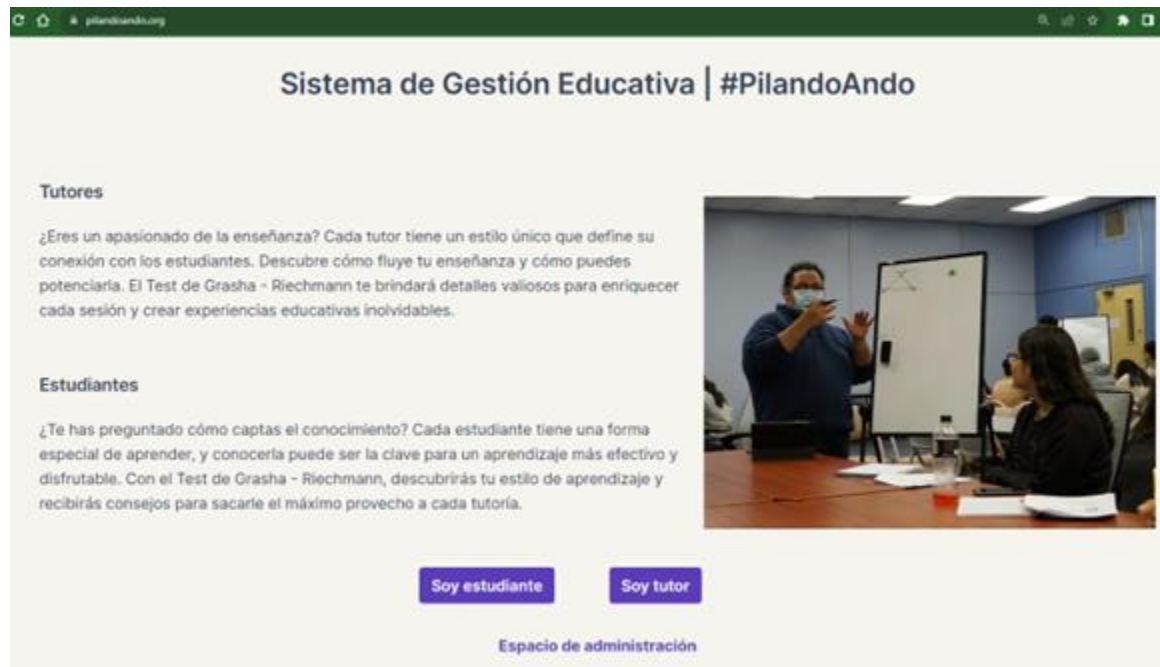 pilandoando.org
Sistema de Gestión Educativa | #PilandoAndo
Tutores
¿Eres un apasionado de la enseñanza? Cada tutor tiene un estilo único que define su
conexión con los estudiantes. Descubre cómo fluye tu enseñanza y cómo puedes
potenciarla. El Test de Grasha - Riechmann te brindará detalles valiosos para enriquecer
cada sesión y crear experiencias educativas inolvidables.
Estudiantes
¿Te has preguntado cómo captas el conocimiento? Cada estudiante tiene una forma
especial de aprender, y conocerla puede ser la clave para un aprendizaje más efectivo y
disfrutable. Con el Test de Grasha - Riechmann, descubrirás tu estilo de aprendizaje y
recibirás consejos para sacarle el máximo provecho a cada tutoría.
Soy estudiante
Soy tutor
Espacio de administración